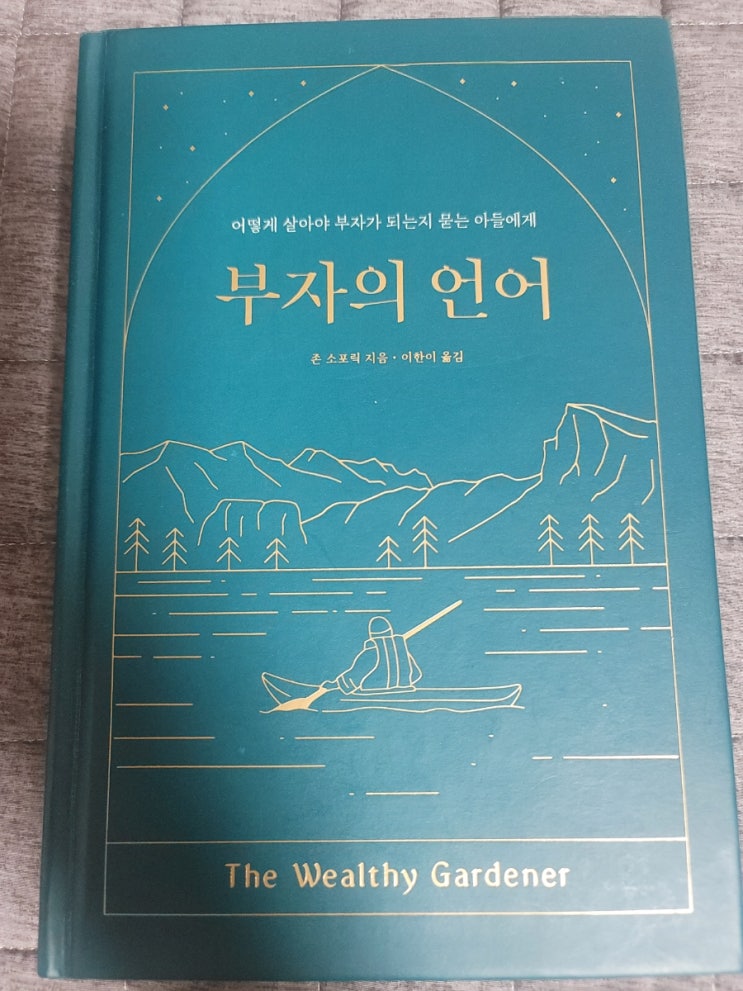 어떻게 살아야 부자가 되는지 묻는 아들에게
부자의 언어
존 소포릭 지음 · 이한이 옮김
The Wealthy Gardener